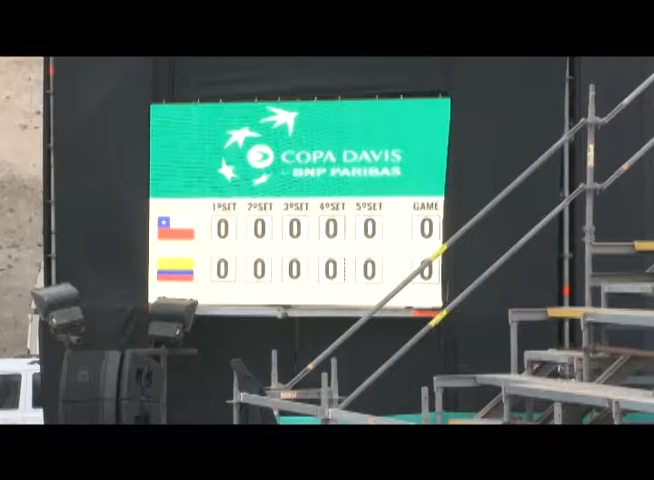 COPA DAVIS
BNP PARIBAS
1ºSET 2ºSET 3ºSET 4ºSET 5ºSET GAME
0 0 0 0 0 0
0 0 0 0 0 0